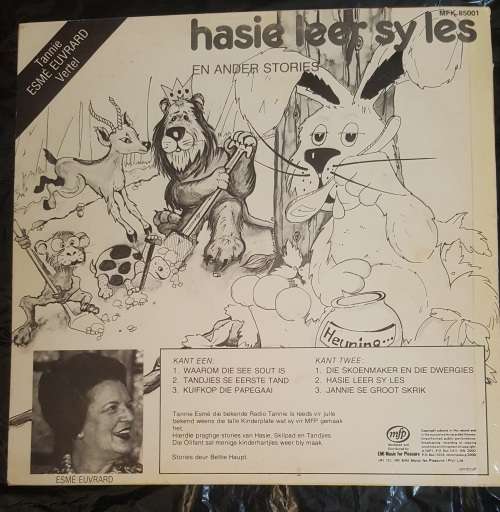 MFK 85001
hasie leer sy les
EN ANDER STORIES
Tannie
ESMÉ EUVRARD
Vertel
Heuning...
KANT EEN:
1. WAAROM DIE SEE SOUT IS
2. TANDJIES SE EERSTE TAND
3. KUIFKOP DIE PAPEGAAI
KANT TWEE:
1. DIE SKOENMAKER EN DIE DWERGIES
2. HASIE LEER SY LES
3. JANNIE SE GROOT SKRIK
Tannie Esmé die bekende Radio Tannie is reeds vir julle
bekend weens die talle Kinderplate wat sy vir MFP gemaak
het.
Hierdie pragtige stories van Hasie, Skilpad en Tandjies
Die Olifant sal menige kinderhartjies weer bly maak.
Stories deur Bettie Haupt.
mfp
EMI Music for Pleasure
ESMÉ EUVRARD